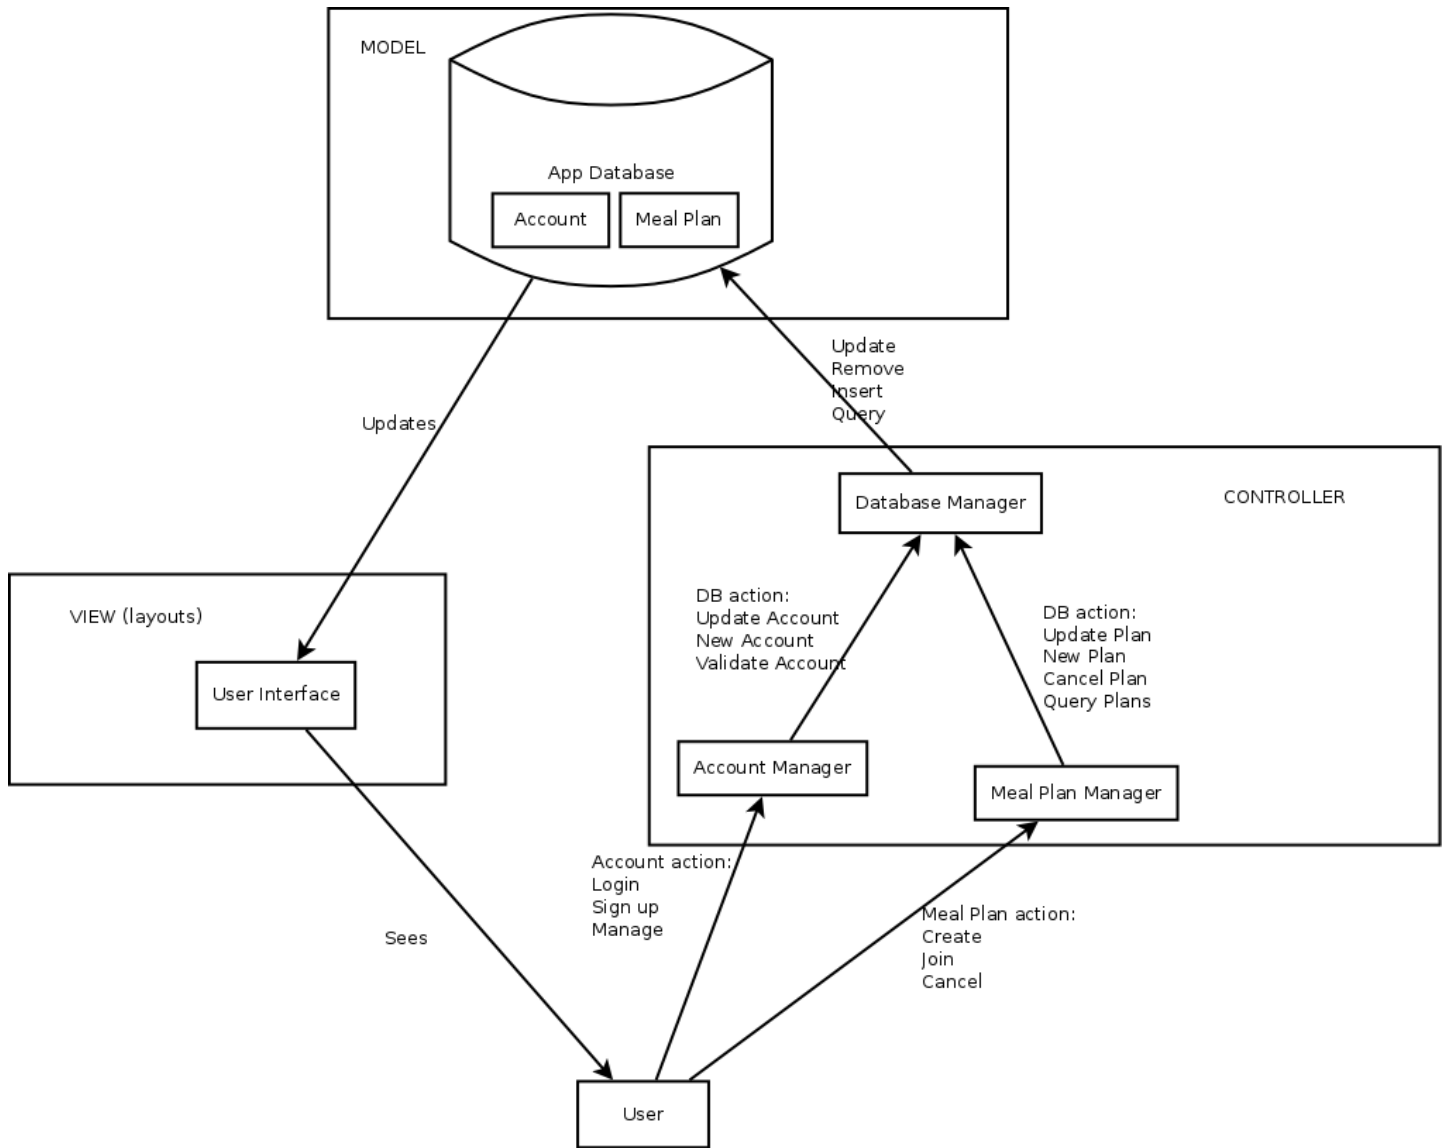 MODEL
App Database
Account
Meal Plan
Update
Remove
Insert
Query
Updates
Database Manager
CONTROLLER
VIEW (layouts)
User Interface
DB action:
Update Account
New Account
Validate Account
DB action:
Update Plan
New Plan
Cancel Plan
Query Plans
Account Manager
Meal Plan Manager
Account action:
Login
Sign up
Manage
Meal Plan action:
Create
Join
Cancel
Sees
User